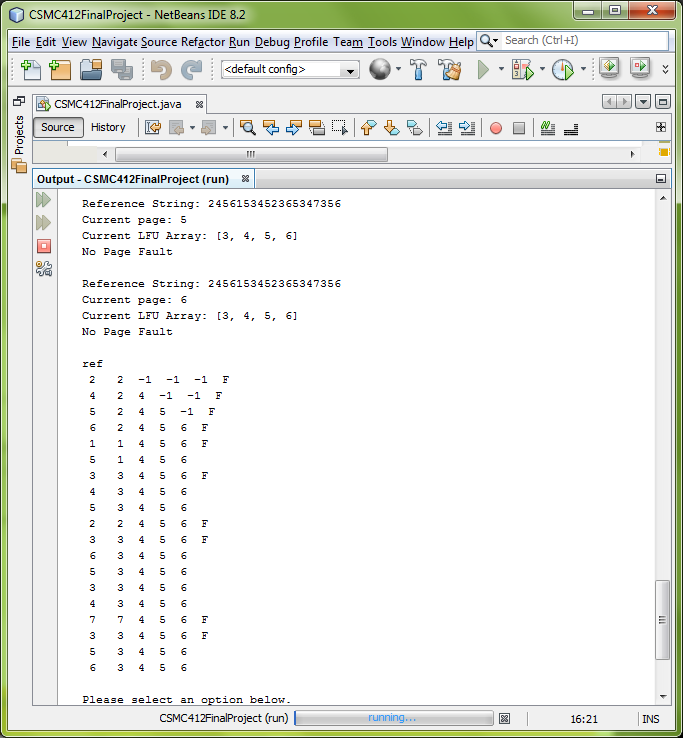 CSMC412FinalProject - NetBeans IDE 8.2
File Edit View Navigate Source Refactor Run Debug Profile Team Tools Window Help
Search (Ctrl+I)
<default config>
Projects
CSMC412FinalProject.java
Source History
Output - CSMC412FinalProject (run)
Reference String: 2456153452365347356
Current page: 5
Current LFU Array: [3, 4, 5, 6]
No Page Fault
Reference String: 2456153452365347356
Current page: 6
Current LFU Array: [3, 4, 5, 6]
No Page Fault
ref
2 2 -1 -1 -1 F
4 2 4 -1 -1 F
5 2 4 5 -1 F
6 2 4 5 6 F
1 1 4 5 6 F
5 1 4 5 6
3 3 4 5 6 F
4 3 4 5 6
5 3 4 5 6
2 2 4 5 6 F
3 3 4 5 6 F
6 3 4 5 6
5 3 4 5 6
3 3 4 5 6
4 3 4 5 6
7 7 4 5 6 F
3 3 4 5 6 F
5 3 4 5 6
6 3 4 5 6
Please select an option below.
CSMC412FinalProject (run) running... 16:21 INS